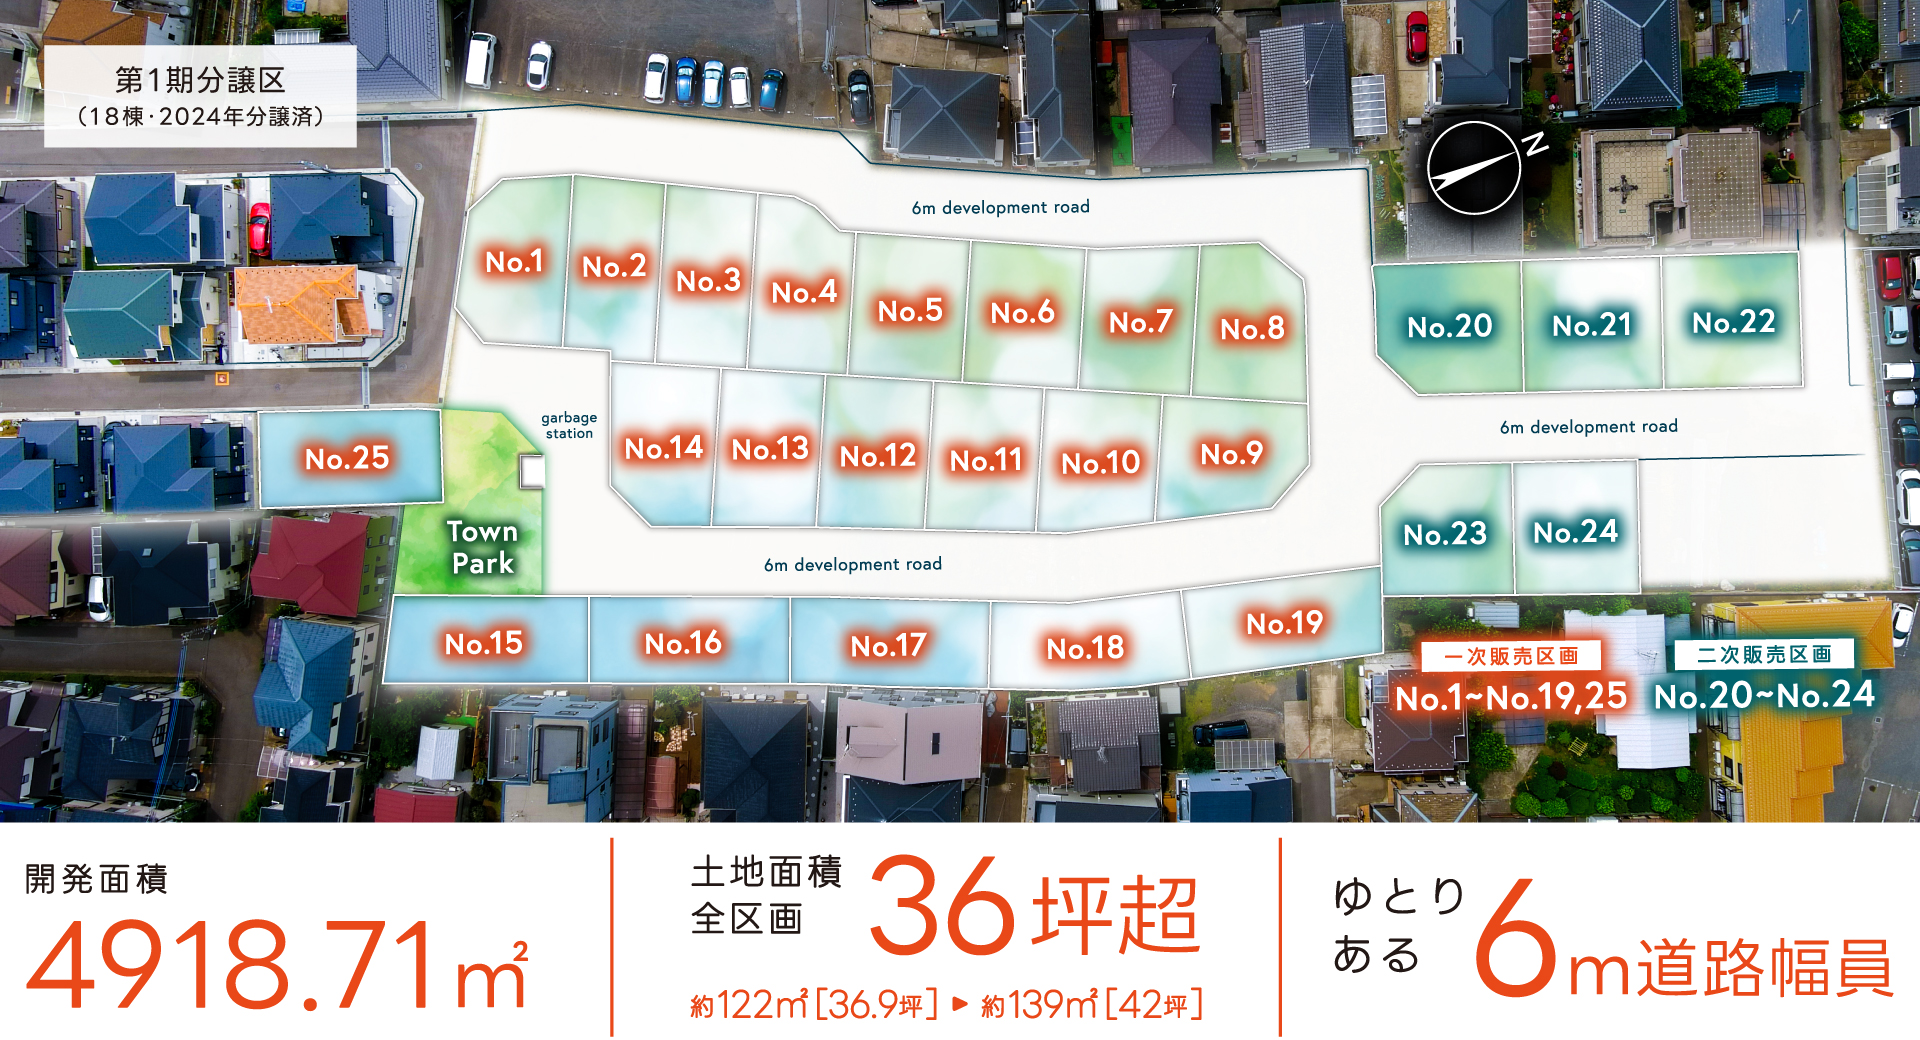 第1期分譲区
（18棟･2024年分譲済）
N
6m development road
No.1
No.2
No.3
No.4
No.5
No.6
No.7
No.8
No.20
No.21
No.22
garbage
station
No.14
No.13
No.12
No.11
No.10
No.9
6m development road
No.25
Town
Park
No.23
No.24
6m development road
No.15
No.16
No.17
No.18
No.19
一次販売区画
No.1~No.19,25
二次販売区画
No.20~No.24
開発面積
4918.71㎡
土地面積
全区画
36坪超
約122㎡[36.9坪]▶約139㎡[42坪]
ゆとり
ある
6m道路幅員